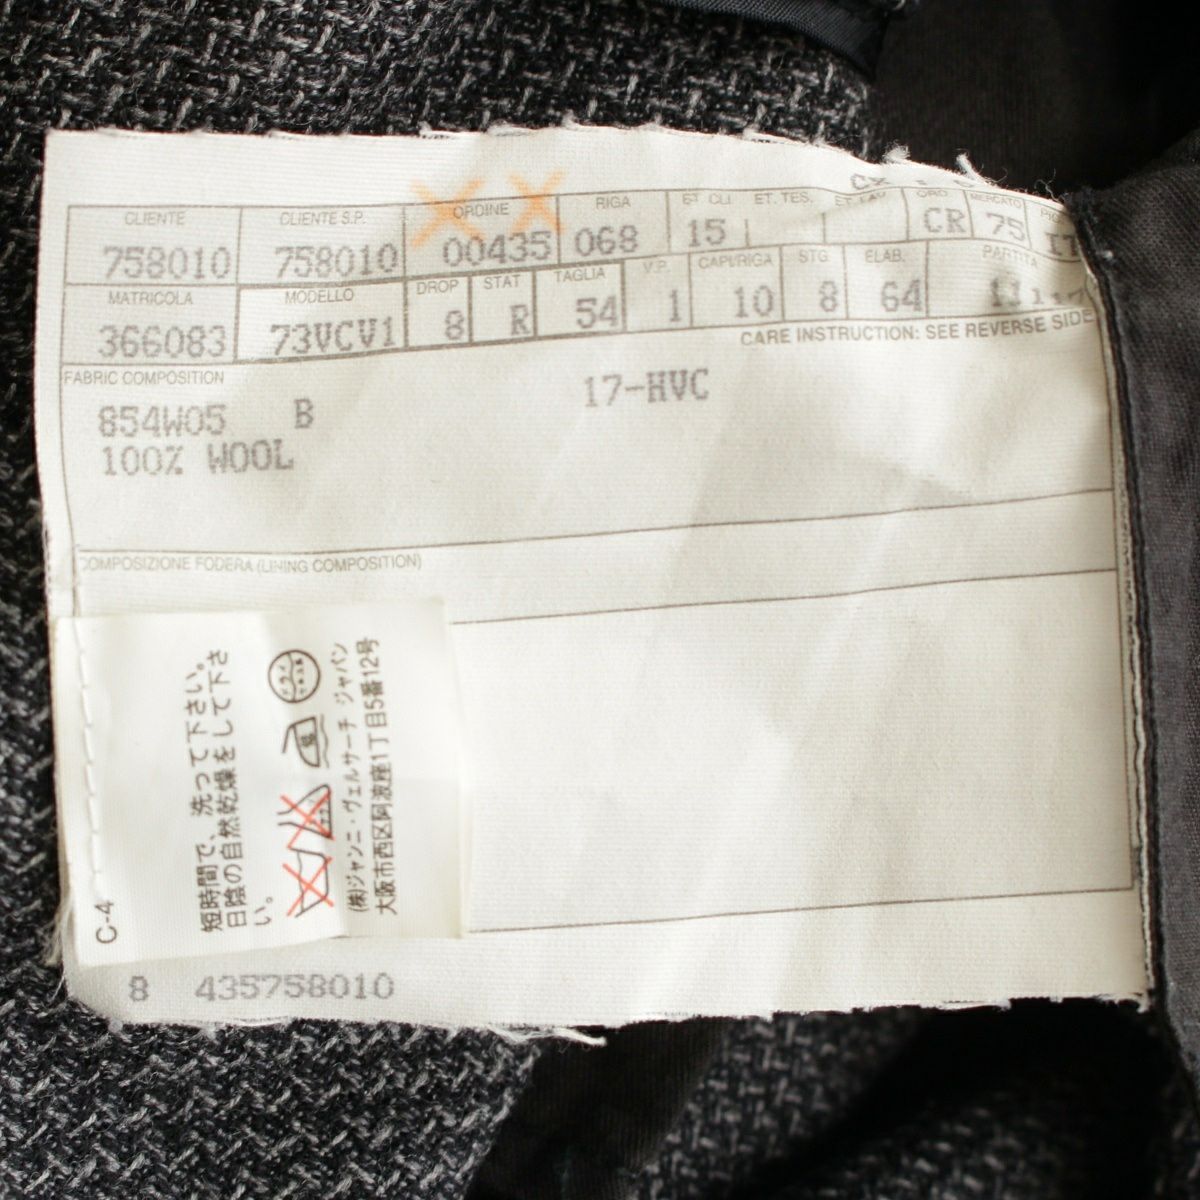 CLIENTE CLIENTE S.P. ORDINE RIGA ET CLI ET. TES. ET LAV ORD MERCATO
758010 758010 00435 068 15 CR 75 IT
MATRICOLA MODELLO DROP STAT TAGLIA V.P. CAPI/RIGA STG ELAB. PARTITA
366083 73VCV1 8 R 54 1 10 8 64
CARE INSTRUCTION: SEE REVERSE SIDE
FABRIC COMPOSITION
854W05 B 17-HVC
100% WOOL
COMPOSIZIONE FODERA (LINING COMPOSITION)
C-4
短時間で、洗って下さい。
日陰の自然乾燥をして下さ
い。
(株)ジャンニ・ヴェルサーチ ジャパン
大阪市西区阿波座1丁目5番12号
8 435758010